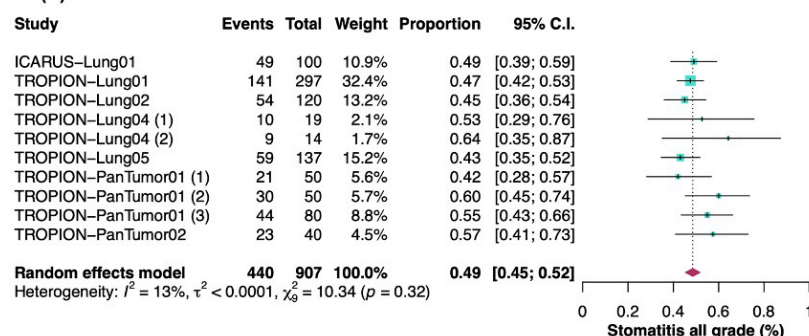 Study Events Total Weight Proportion 95% C.I.
ICARUS−Lung01 49 100 10.9% 0.49 [0.39; 0.59]
TROPION−Lung01 141 297 32.4% 0.47 [0.42; 0.53]
TROPION−Lung02 54 120 13.2% 0.45 [0.36; 0.54]
TROPION−Lung04 (1) 10 19 2.1% 0.53 [0.29; 0.76]
TROPION−Lung04 (2) 9 14 1.7% 0.64 [0.35; 0.87]
TROPION−Lung05 59 137 15.2% 0.43 [0.35; 0.52]
TROPION−PanTumor01 (1) 21 50 5.6% 0.42 [0.28; 0.57]
TROPION−PanTumor01 (2) 30 50 5.7% 0.60 [0.45; 0.74]
TROPION−PanTumor01 (3) 44 80 8.8% 0.55 [0.43; 0.66]
TROPION−PanTumor02 23 40 4.5% 0.57 [0.41; 0.73]
Random effects model 440 907 100.0% 0.49 [0.45; 0.52]
Heterogeneity: I² = 13%, τ² < 0.0001, χ²₉ = 10.34 (p = 0.32)
0 0.2 0.4 0.6 0.8 1
Stomatitis all grade (%)